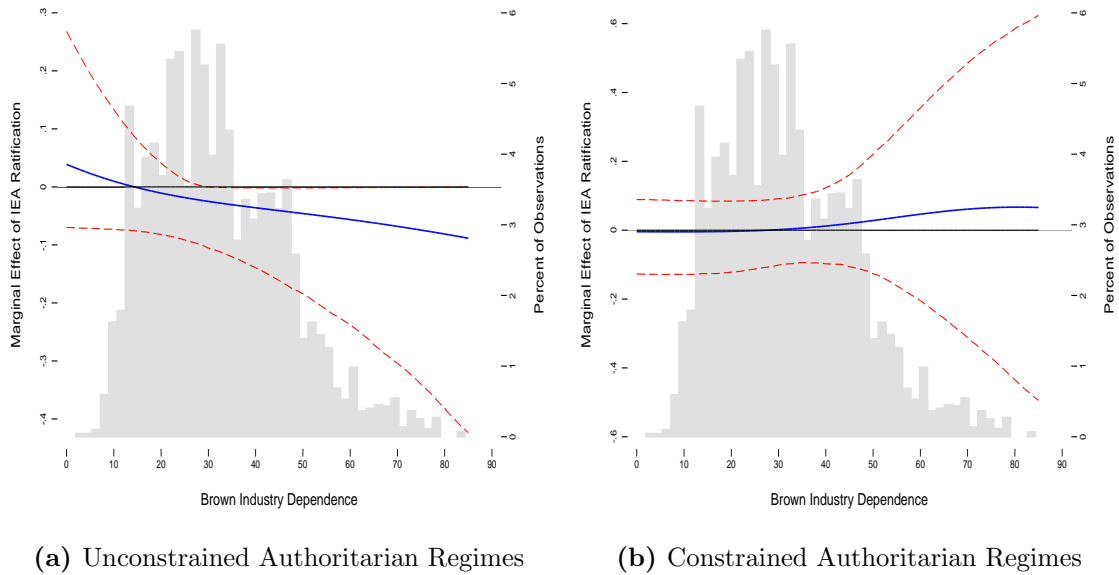 Marginal Effect of IEA Ratification
.3
.2
.1
0
-.1
-.2
-.3
-.4
6
5
4
3
2
1
0
Percent of Observations
0 10 20 30 40 50 60 70 80 90
Brown Industry Dependence
(a) Unconstrained Authoritarian Regimes
Marginal Effect of IEA Ratification
.6
.4
.2
0
-.2
-.4
-.6
6
5
4
3
2
1
0
Percent of Observations
0 10 20 30 40 50 60 70 80 90
Brown Industry Dependence
(b) Constrained Authoritarian Regimes